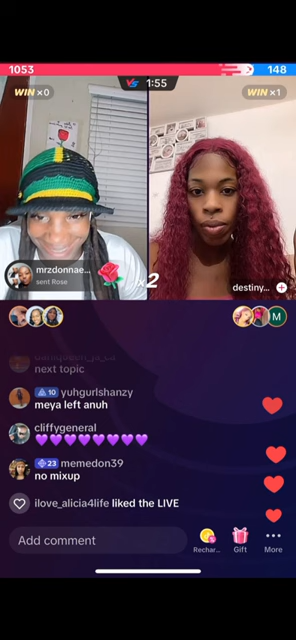 1053
148
WIN ×0
VS 1:55
WIN ×1
mrzdonnae...
sent Rose
×2
destiny...
M
next topic
10 yuhgurlshanzy
meya left anuh
cliffygeneral
💜💜💜💜💜💜💜💜
23 memedon39
no mixup
ilove_alicia4life liked the LIVE
Add comment
Rechar...
Gift
More